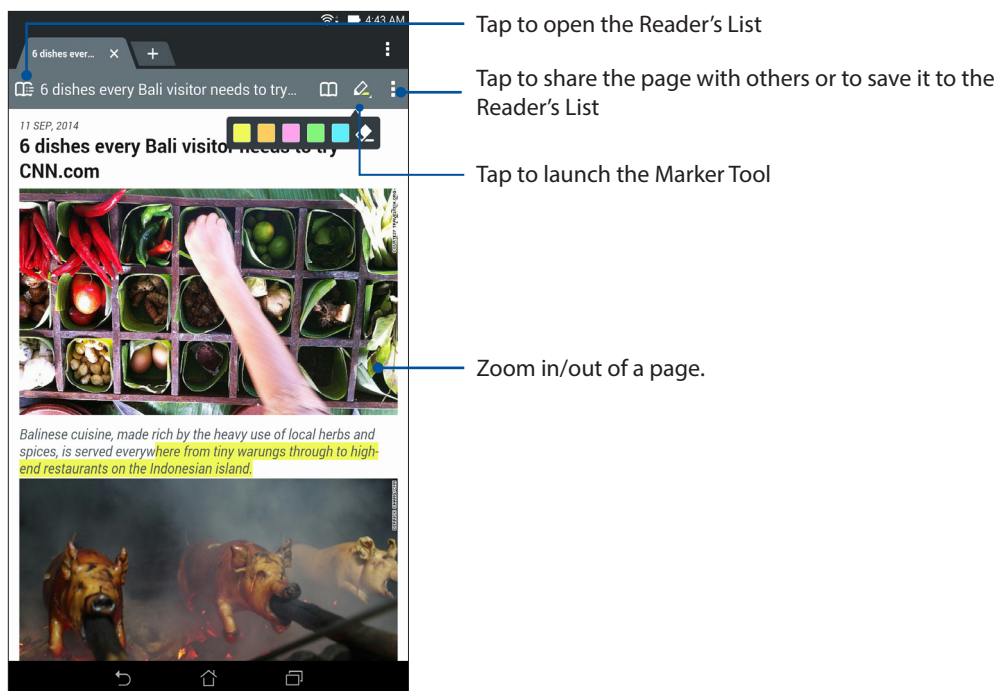 4:43 AM
Tap to open the Reader's List
6 dishes ever...
6 dishes every Bali visitor needs to try...
Tap to share the page with others or to save it to the
Reader's List
11 SEP, 2014
6 dishes every Bali visitor needs to try
CNN.com
Tap to launch the Marker Tool
Zoom in/out of a page.
Balinese cuisine, made rich by the heavy use of local herbs and
spices, is served everywhere from tiny warungs through to high-
end restaurants on the Indonesian island.